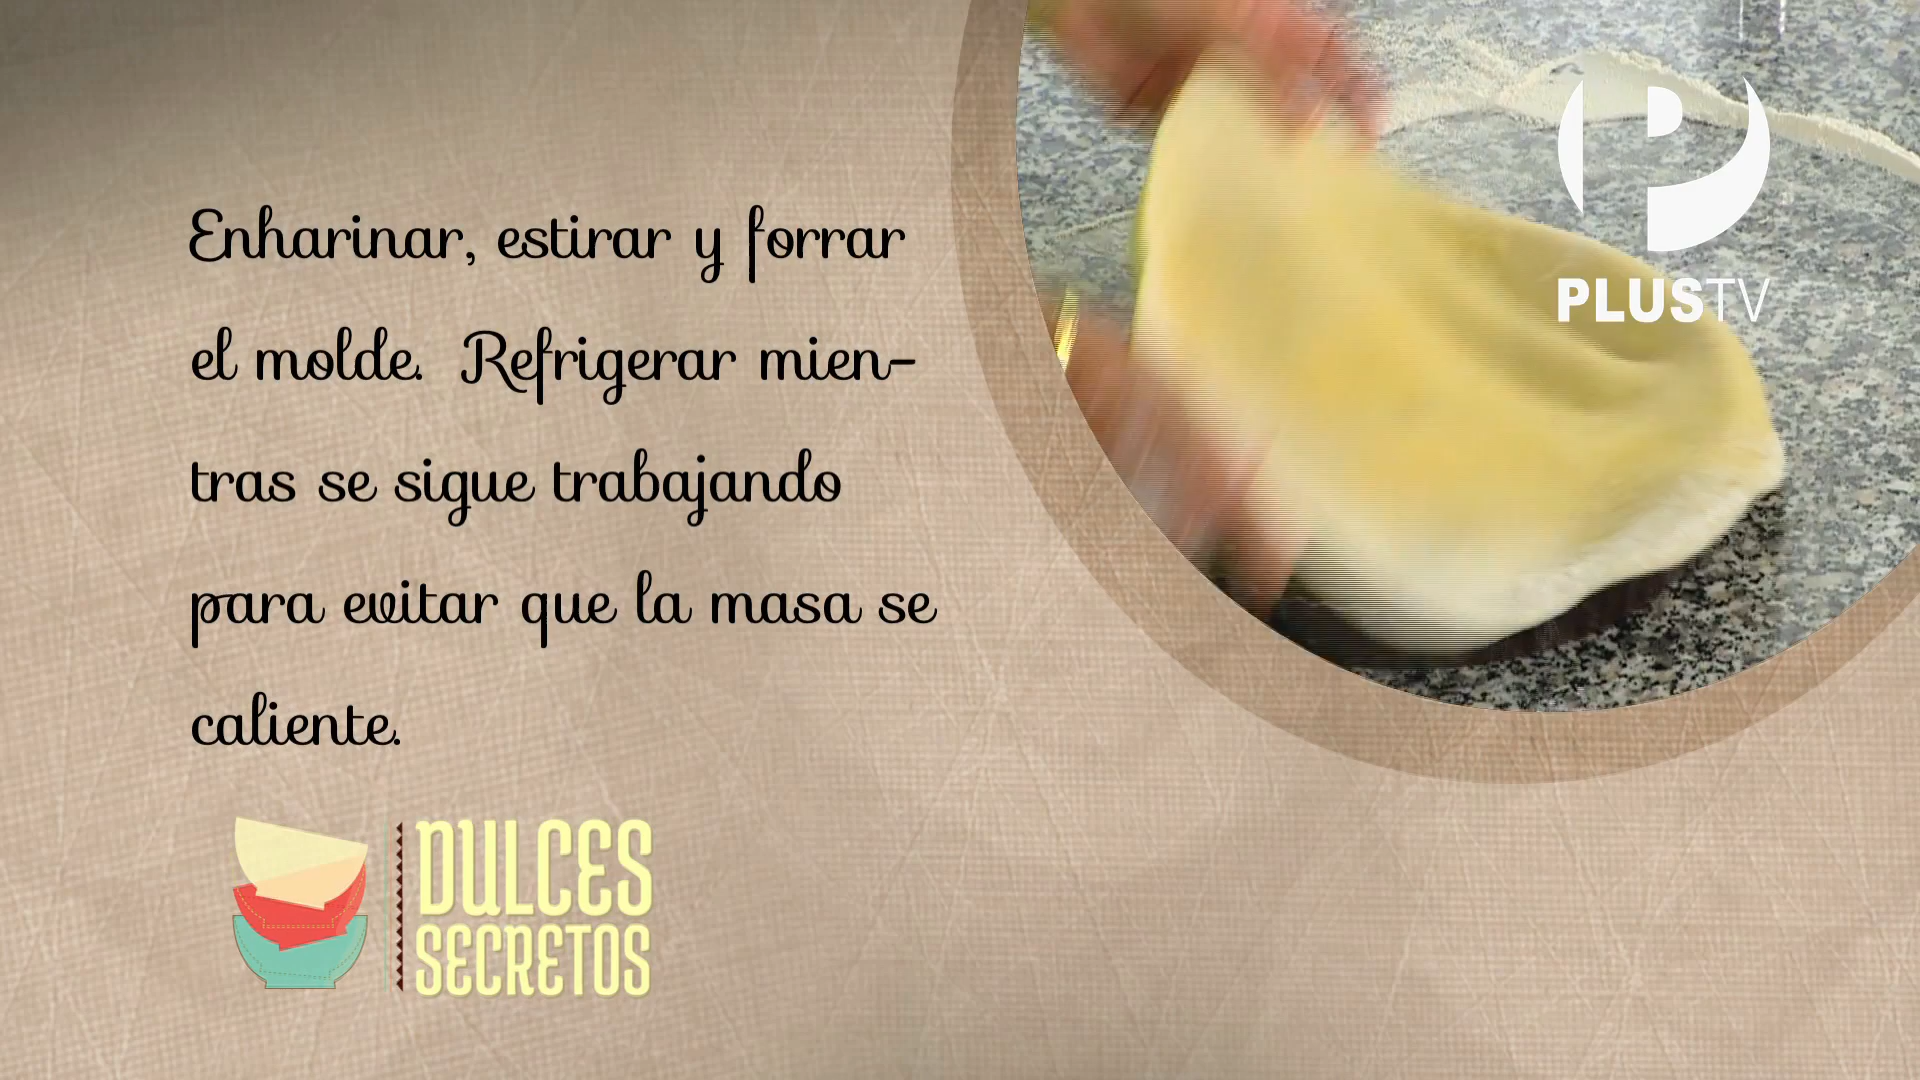 Enharinar, estirar y forrar
el molde. Refrigerar mien-
tras se sigue trabajando
para evitar que la masa se
caliente.
DULCES
SECRETOS
PLUSTV